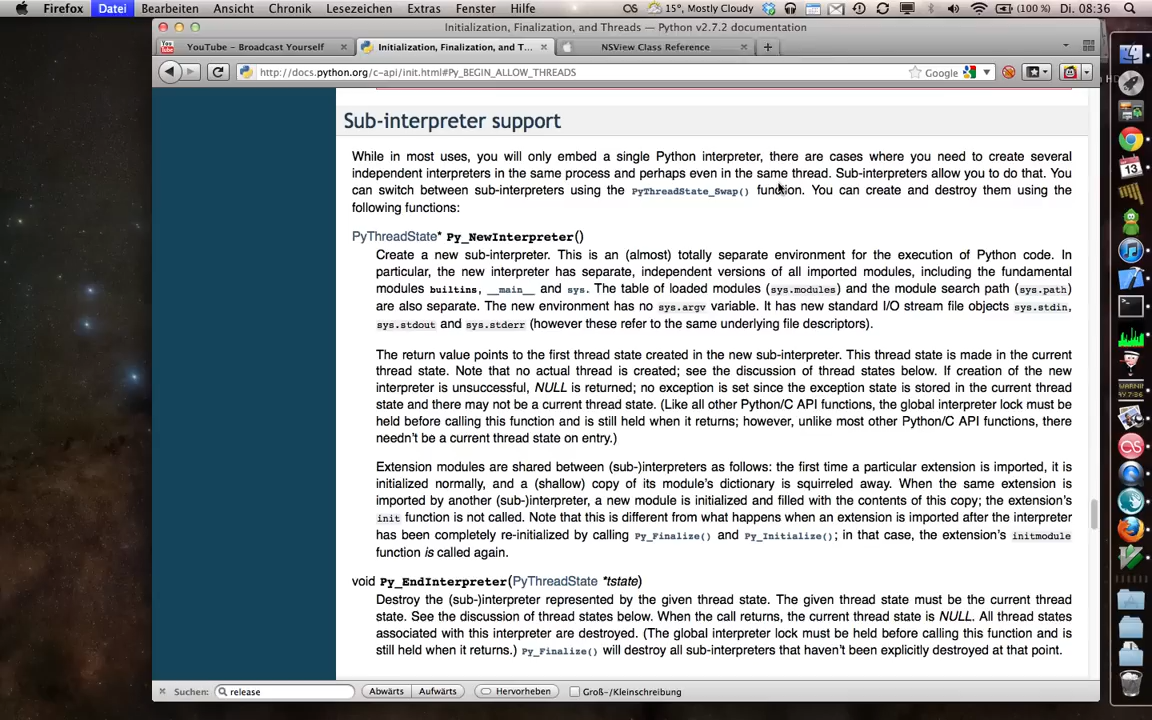 Firefox Datei Bearbeiten Ansicht Chronik Lesezeichen Extras Fenster Hilfe 15°, Mostly Cloudy (100 %) Di. 08:36
Initialization, Finalization, and Threads — Python v2.7.2 documentation
YouTube – Broadcast Yourself Initialization, Finalization, and T... NSView Class Reference
http://docs.python.org/c-api/init.html#Py_BEGIN_ALLOW_THREADS Google
Sub-interpreter support
While in most uses, you will only embed a single Python interpreter, there are cases where you need to create several
independent interpreters in the same process and perhaps even in the same thread. Sub-interpreters allow you to do that. You
can switch between sub-interpreters using the PyThreadState_Swap() function. You can create and destroy them using the
following functions:
PyThreadState* Py_NewInterpreter()
Create a new sub-interpreter. This is an (almost) totally separate environment for the execution of Python code. In
particular, the new interpreter has separate, independent versions of all imported modules, including the fundamental
modules builtins, __main__ and sys. The table of loaded modules (sys.modules) and the module search path (sys.path)
are also separate. The new environment has no sys.argv variable. It has new standard I/O stream file objects sys.stdin,
sys.stdout and sys.stderr (however these refer to the same underlying file descriptors).
The return value points to the first thread state created in the new sub-interpreter. This thread state is made in the current
thread state. Note that no actual thread is created; see the discussion of thread states below. If creation of the new
interpreter is unsuccessful, NULL is returned; no exception is set since the exception state is stored in the current thread
state and there may not be a current thread state. (Like all other Python/C API functions, the global interpreter lock must be
held before calling this function and is still held when it returns; however, unlike most other Python/C API functions, there
needn't be a current thread state on entry.)
Extension modules are shared between (sub-)interpreters as follows: the first time a particular extension is imported, it is
initialized normally, and a (shallow) copy of its module's dictionary is squirreled away. When the same extension is
imported by another (sub-)interpreter, a new module is initialized and filled with the contents of this copy; the extension's
init function is not called. Note that this is different from what happens when an extension is imported after the interpreter
has been completely re-initialized by calling Py_Finalize() and Py_Initialize(); in that case, the extension's initmodule
function is called again.
void Py_EndInterpreter(PyThreadState *tstate)
Destroy the (sub-)interpreter represented by the given thread state. The given thread state must be the current thread
state. See the discussion of thread states below. When the call returns, the current thread state is NULL. All thread states
associated with this interpreter are destroyed. (The global interpreter lock must be held before calling this function and is
still held when it returns.) Py_Finalize() will destroy all sub-interpreters that haven't been explicitly destroyed at that point.
Suchen: release Abwärts Aufwärts Hervorheben Groß-/Kleinschreibung